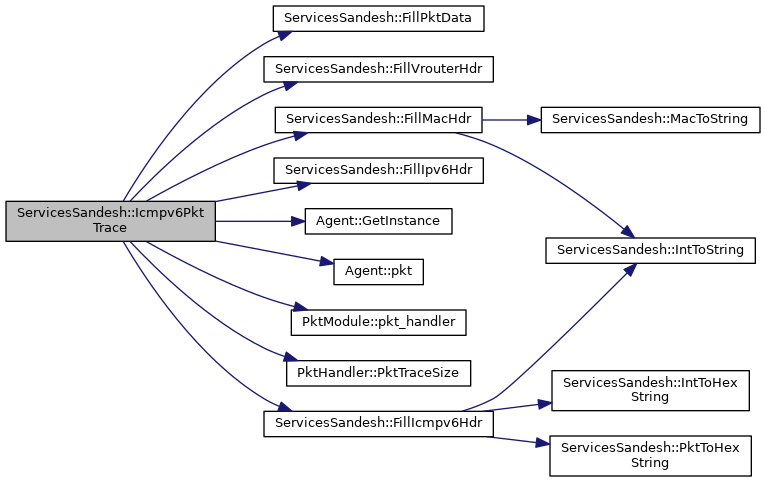 ServicesSandesh::FillPktData
ServicesSandesh::FillVrouterHdr
ServicesSandesh::FillMacHdr
ServicesSandesh::MacToString
ServicesSandesh::FillIpv6Hdr
ServicesSandesh::Icmpv6Pkt
Trace
Agent::GetInstance
ServicesSandesh::IntToString
Agent::pkt
PktModule::pkt_handler
PktHandler::PktTraceSize
ServicesSandesh::IntToHex
String
ServicesSandesh::FillIcmpv6Hdr
ServicesSandesh::PktToHex
String